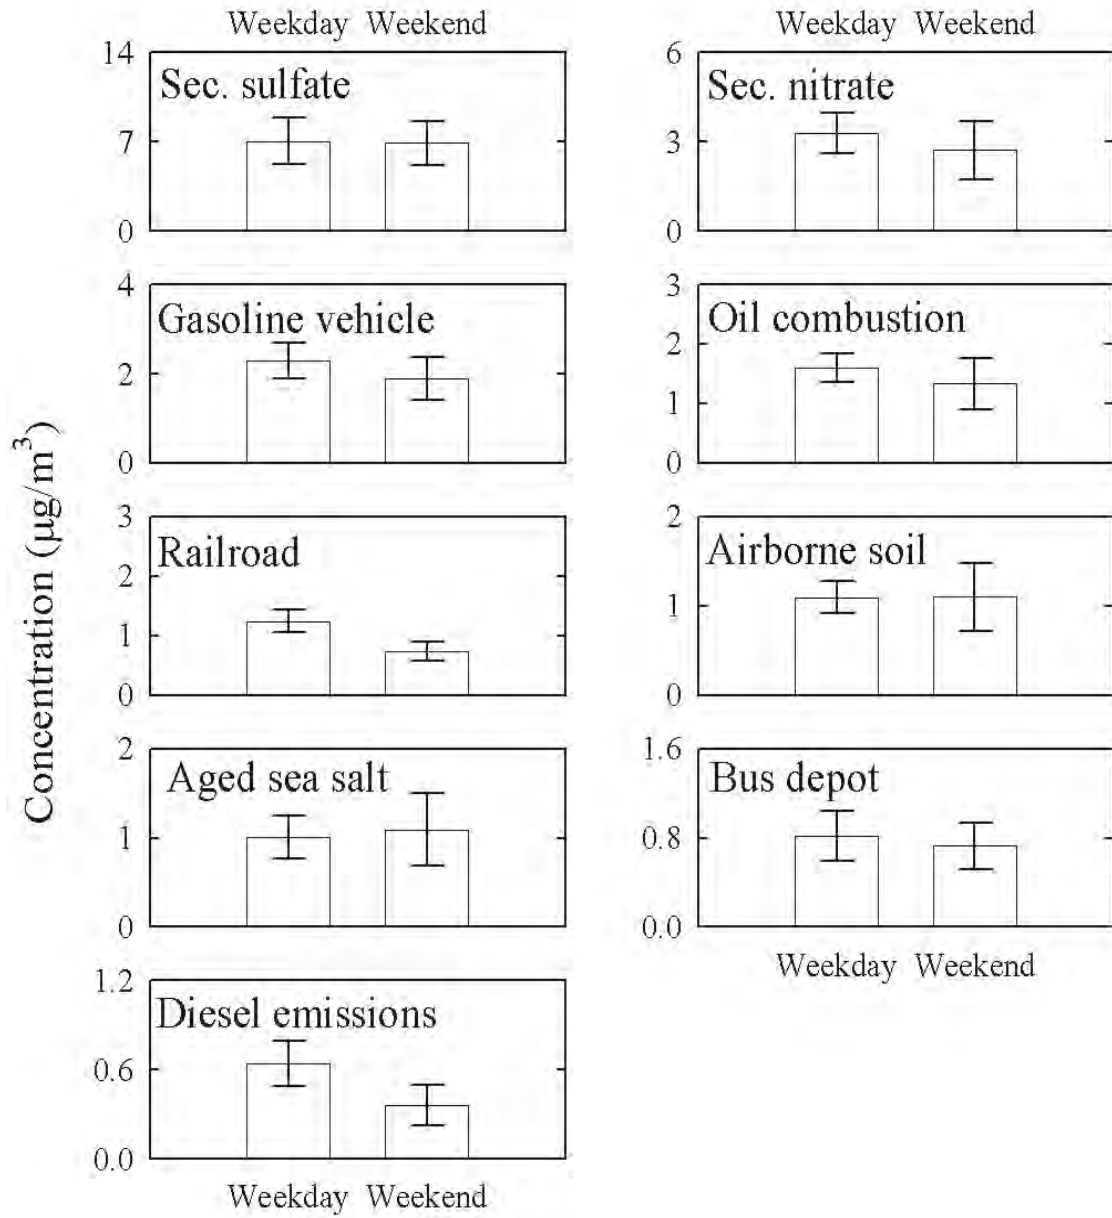 Weekday Weekend
14
Sec. sulfate
7
0
Weekday Weekend
6
Sec. nitrate
3
0
4
Gasoline vehicle
2
0
3
Oil combustion
2
1
0
Concentration (µg/m³)
3
Railroad
2
1
0
2
Airborne soil
1
0
2
Aged sea salt
1
0
1.6
Bus depot
0.8
0.0
Weekday Weekend
1.2
Diesel emissions
0.6
0.0
Weekday Weekend